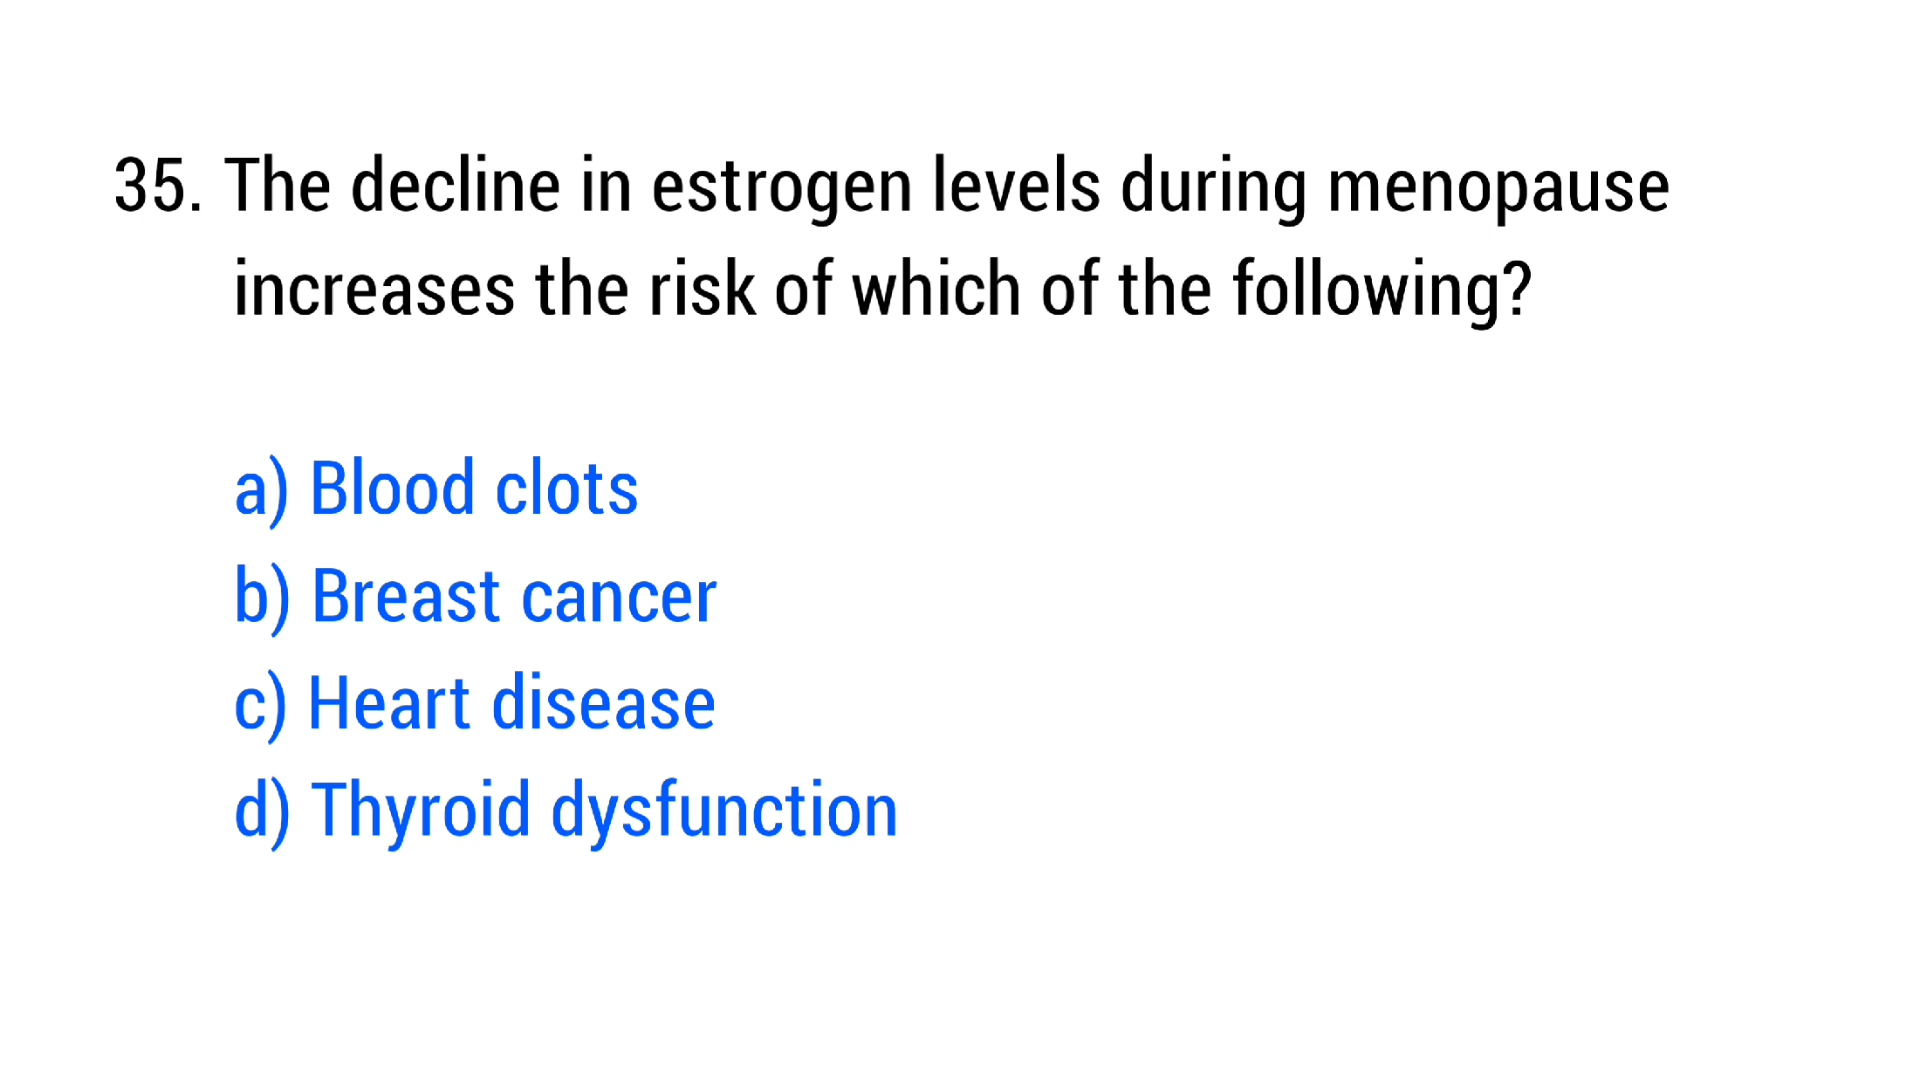 35. The decline in estrogen levels during menopause
increases the risk of which of the following?
a) Blood clots
b) Breast cancer
c) Heart disease
d) Thyroid dysfunction